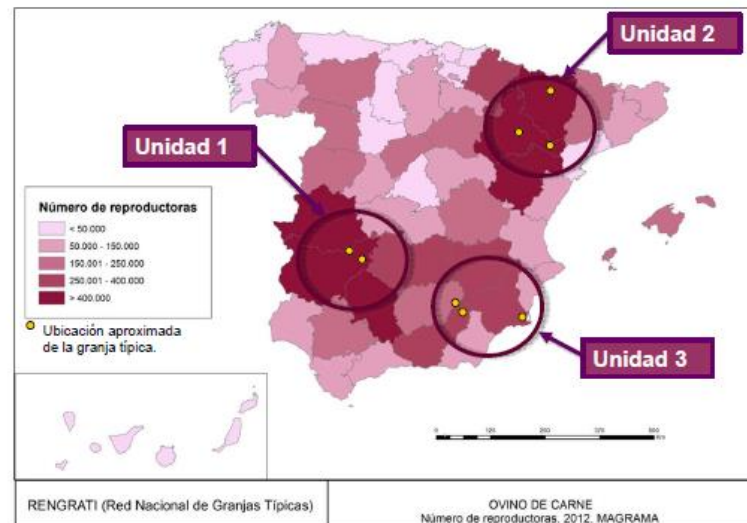 Unidad 2
Unidad 1
Número de reproductoras
< 50.000
50.000 - 150.000
150.001 - 250.000
250.001 - 400.000
> 400.000
Ubicación aproximada
de la granja típica.
Unidad 3
0
RENGRATI (Red Nacional de Granjas Típicas)
OVINO DE CARNE
Número de reproductoras, 2012, MAGRAMA